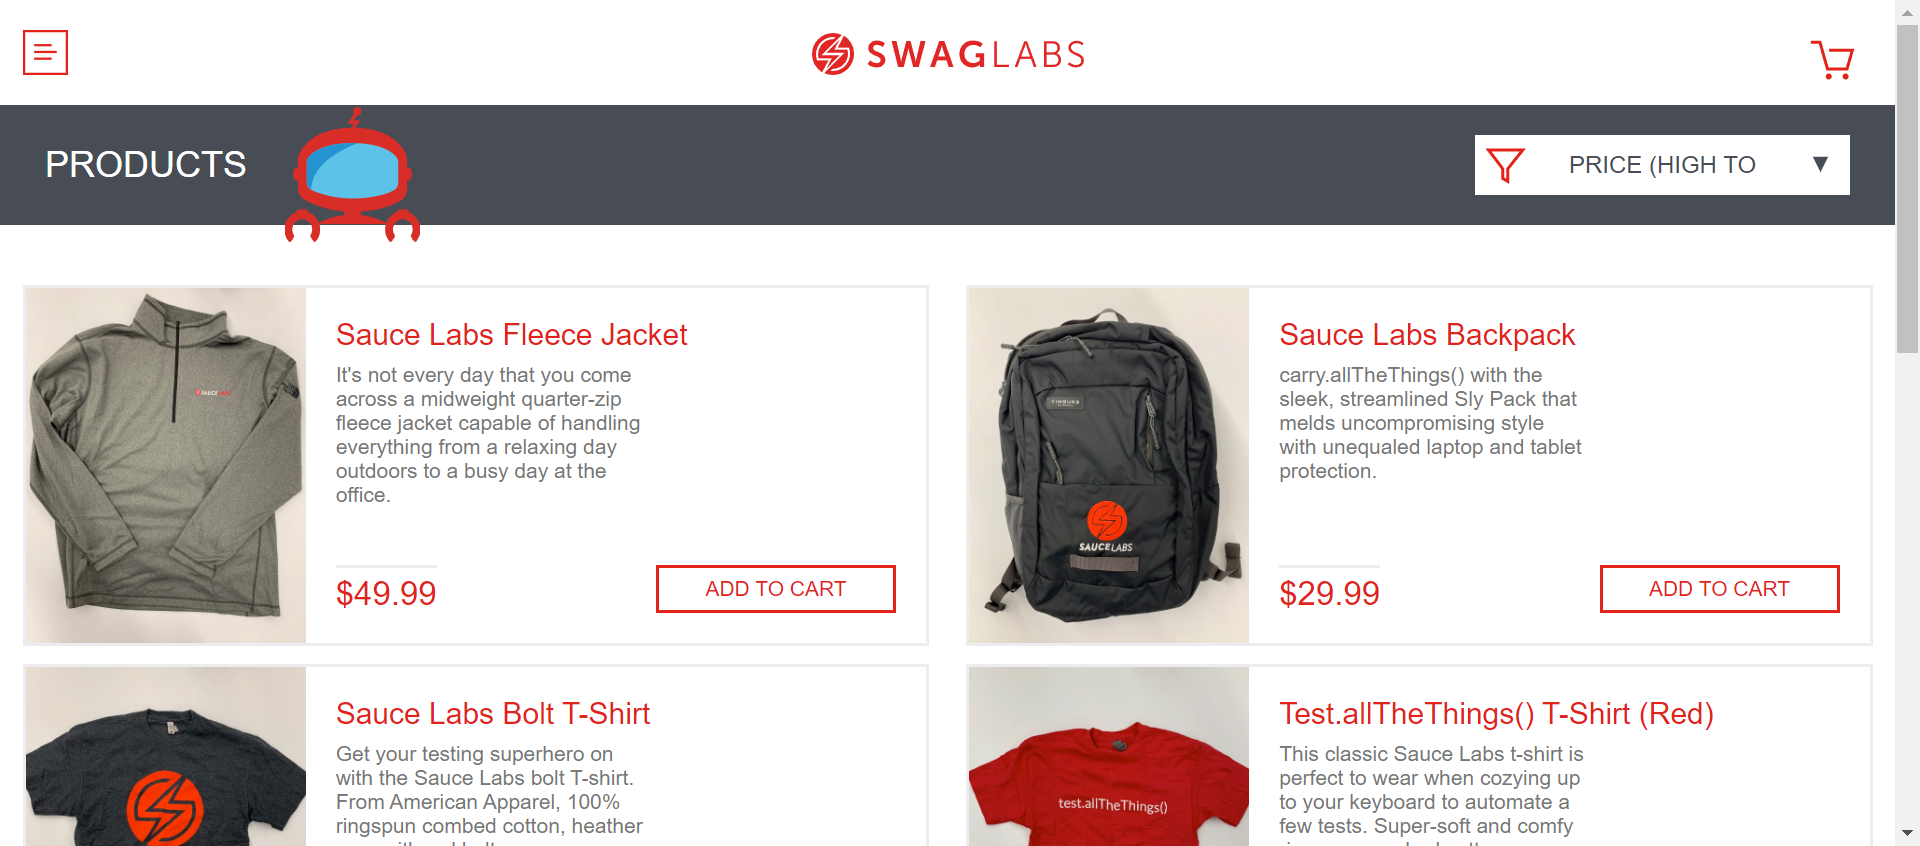 SWAGLABS
PRODUCTS
PRICE (HIGH TO
SAUCE
Sauce Labs Fleece Jacket
It's not every day that you come
across a midweight quarter-zip
fleece jacket capable of handling
everything from a relaxing day
outdoors to a busy day at the
office.
$49.99
ADD TO CART
TIMBUK2
SAUCELABS
Sauce Labs Backpack
carry.allTheThings() with the
sleek, streamlined Sly Pack that
melds uncompromising style
with unequaled laptop and tablet
protection.
$29.99
ADD TO CART
Sauce Labs Bolt T-Shirt
Get your testing superhero on
with the Sauce Labs bolt T-shirt.
From American Apparel, 100%
ringspun combed cotton, heather
test.allTheThings()
Test.allTheThings() T-Shirt (Red)
This classic Sauce Labs t-shirt is
perfect to wear when cozying up
to your keyboard to automate a
few tests. Super-soft and comfy